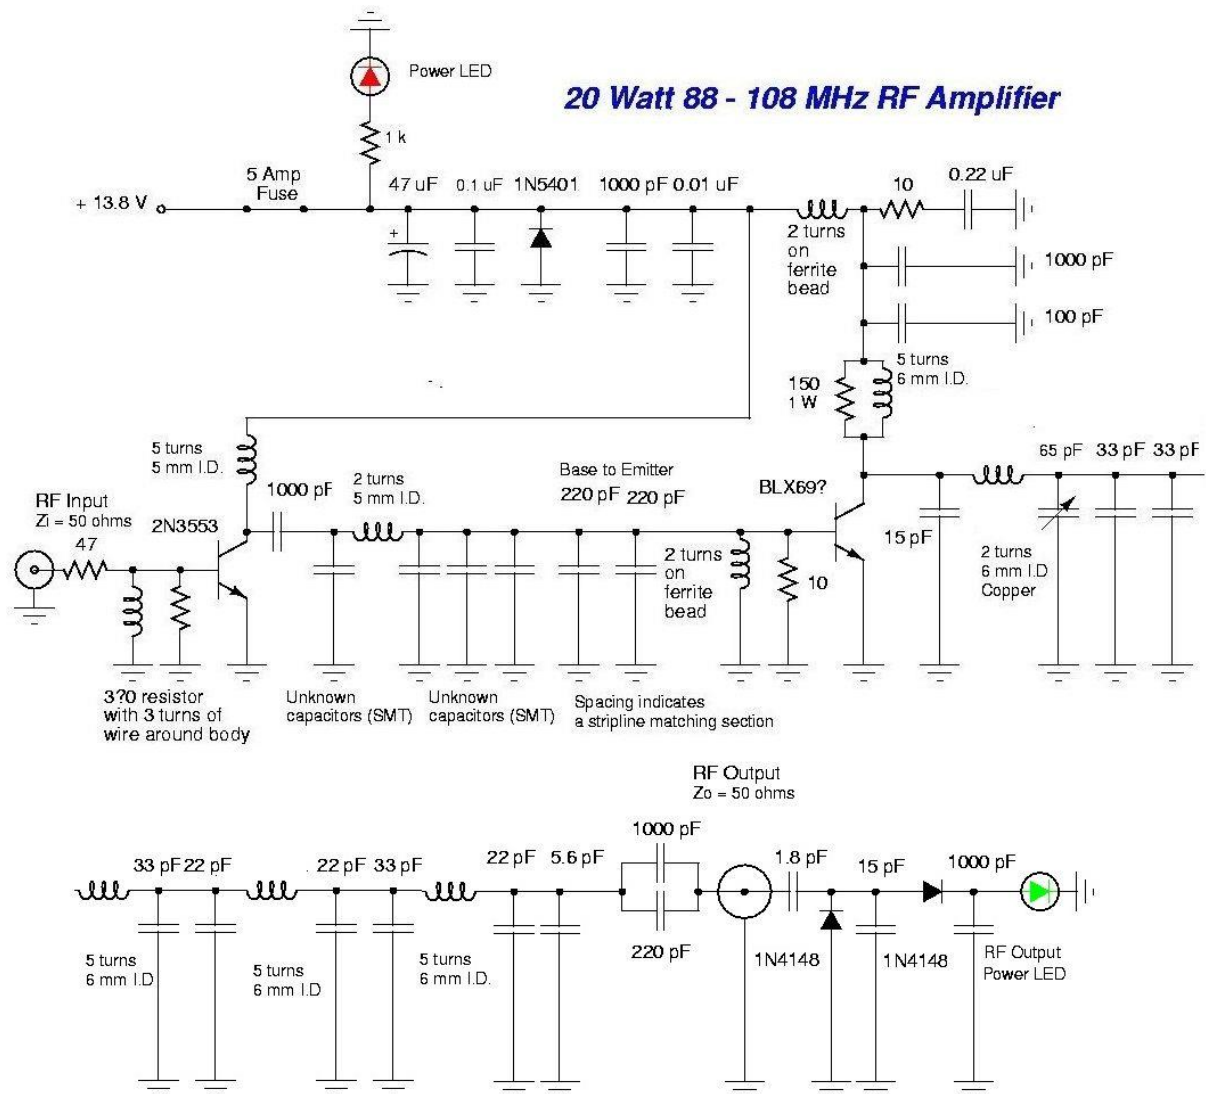 Power LED
20 Watt 88 - 108 MHz RF Amplifier
1 k
5 Amp
Fuse
+ 13.8 V
47 uF
0.1 uF
1N5401
1000 pF
0.01 uF
10
0.22 uF
+
2 turns
on
ferrite
bead
1000 pF
100 pF
5 turns
6 mm I.D.
150
1 W
5 turns
5 mm I.D.
RF Input
Zi = 50 ohms
47
2N3553
1000 pF
2 turns
5 mm I.D.
Base to Emitter
220 pF 220 pF
BLX69?
65 pF
33 pF
33 pF
15 pF
2 turns
on
ferrite
bead
10
2 turns
6 mm I.D
Copper
3?0 resistor
with 3 turns of
wire around body
Unknown
capacitors (SMT)
Unknown
capacitors (SMT)
Spacing indicates
a stripline matching section
RF Output
Zo = 50 ohms
33 pF 22 pF
22 pF 33 pF
22 pF 5.6 pF
1000 pF
220 pF
1.8 pF
15 pF
1000 pF
5 turns
6 mm I.D
5 turns
6 mm I.D
5 turns
6 mm I.D.
1N4148
1N4148
RF Output
Power LED